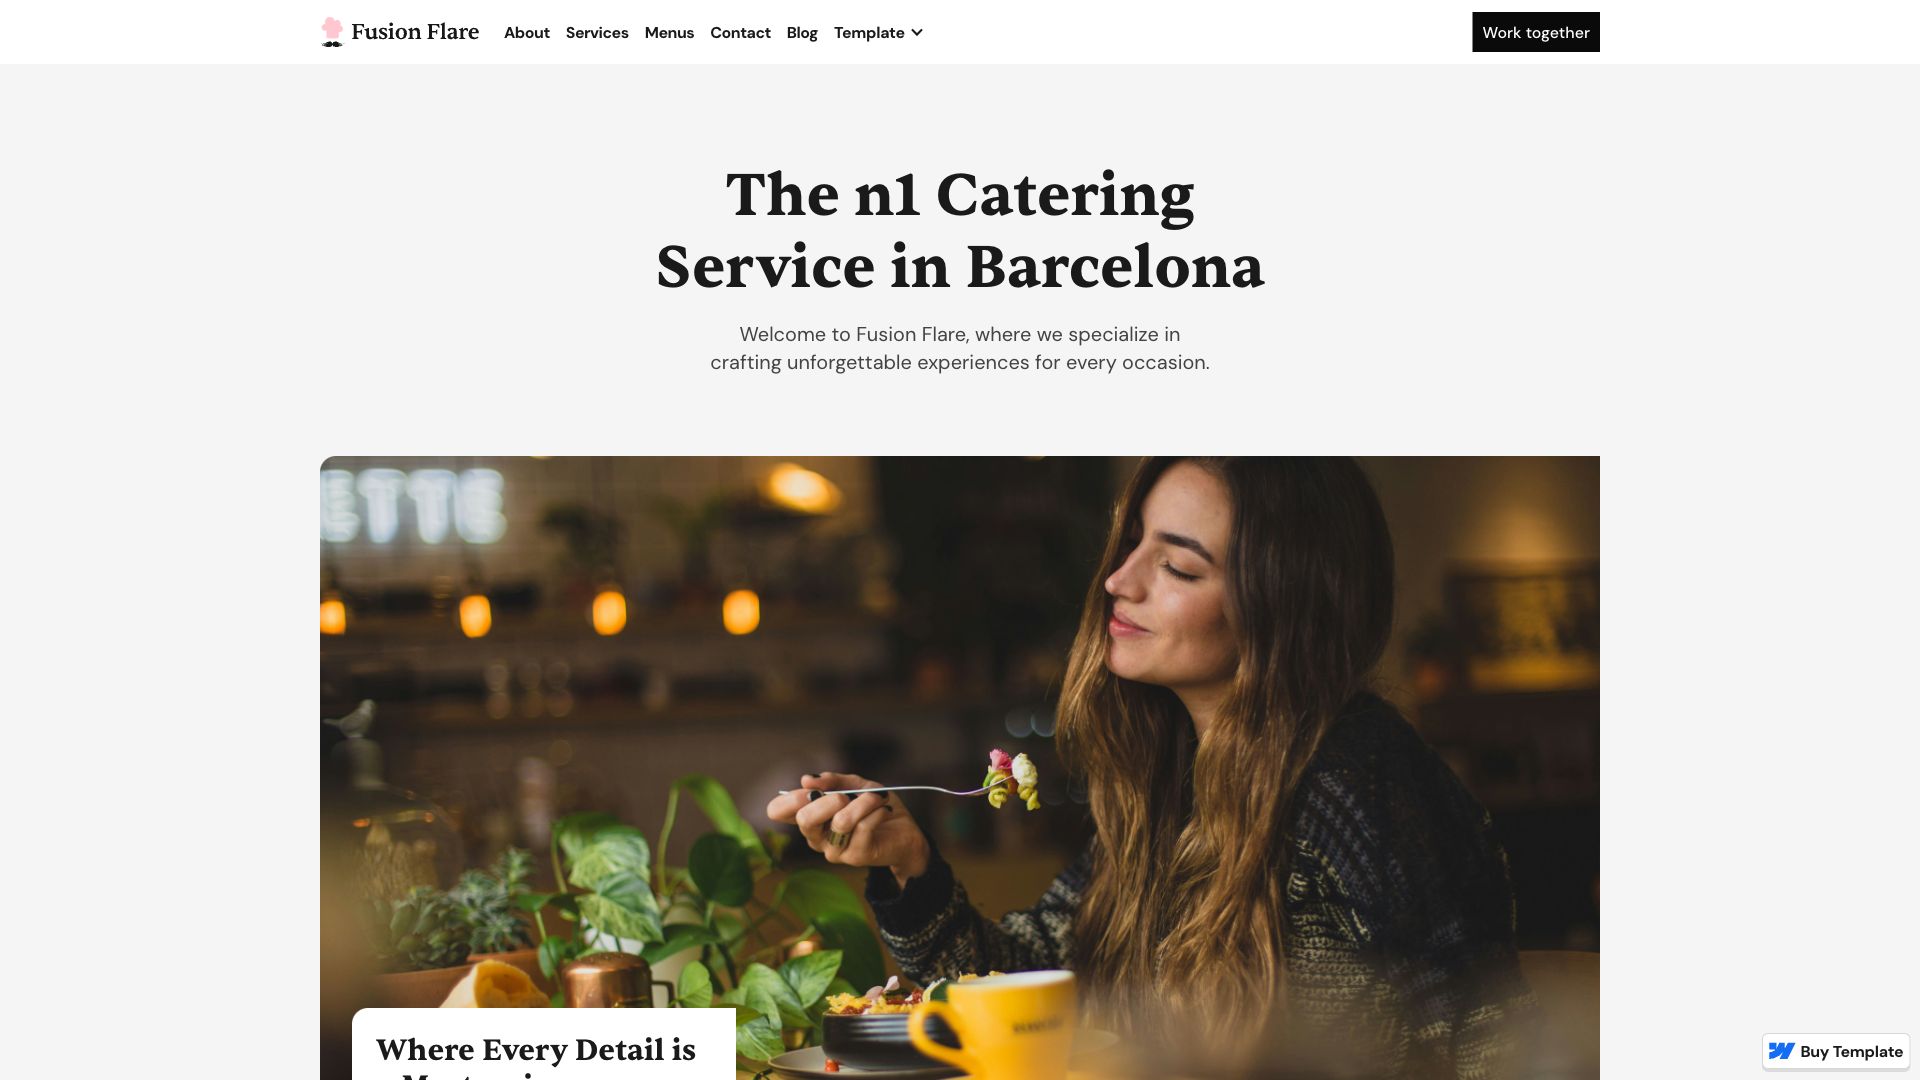 Fusion Flare
About
Services
Menus
Contact
Blog
Template
Work together
The n1 Catering
Service in Barcelona
Welcome to Fusion Flare, where we specialize in
crafting unforgettable experiences for every occasion.
ETTE
Where Every Detail is
Buy Template